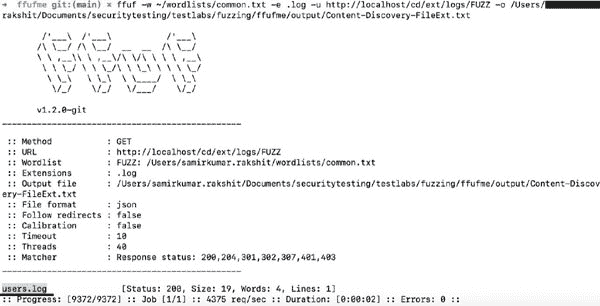 ➜ ffufme git:(main) ✗ ffuf -w ~/wordlists/common.txt -e .log -u http://localhost/cd/ext/logs/FUZZ -o /Users/
rakshit/Documents/securitytesting/testlabs/fuzzing/ffufme/output/Content-Discovery-FileExt.txt
v1.2.0-git
:: Method : GET
:: URL : http://localhost/cd/ext/logs/FUZZ
:: Wordlist : FUZZ: /Users/samirkumar.rakshit/wordlists/common.txt
:: Extensions : .log
:: Output file : /Users/samirkumar.rakshit/Documents/securitytesting/testlabs/fuzzing/ffufme/output/Content-Discov
ery-FileExt.txt
:: File format : json
:: Follow redirects : false
:: Calibration : false
:: Timeout : 10
:: Threads : 40
:: Matcher : Response status: 200,204,301,302,307,401,403
users.log [Status: 200, Size: 19, Words: 4, Lines: 1]
:: Progress: [9372/9372] :: Job [1/1] :: 4375 req/sec :: Duration: [0:00:02] :: Errors: 0 ::